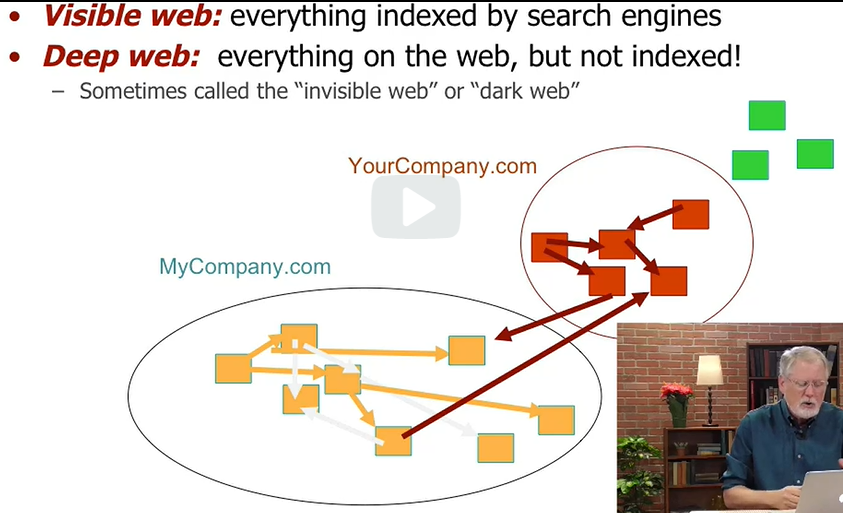 • Visible web: everything indexed by search engines
• Deep web: everything on the web, but not indexed!
– Sometimes called the “invisible web” or “dark web”
YourCompany.com
MyCompany.com